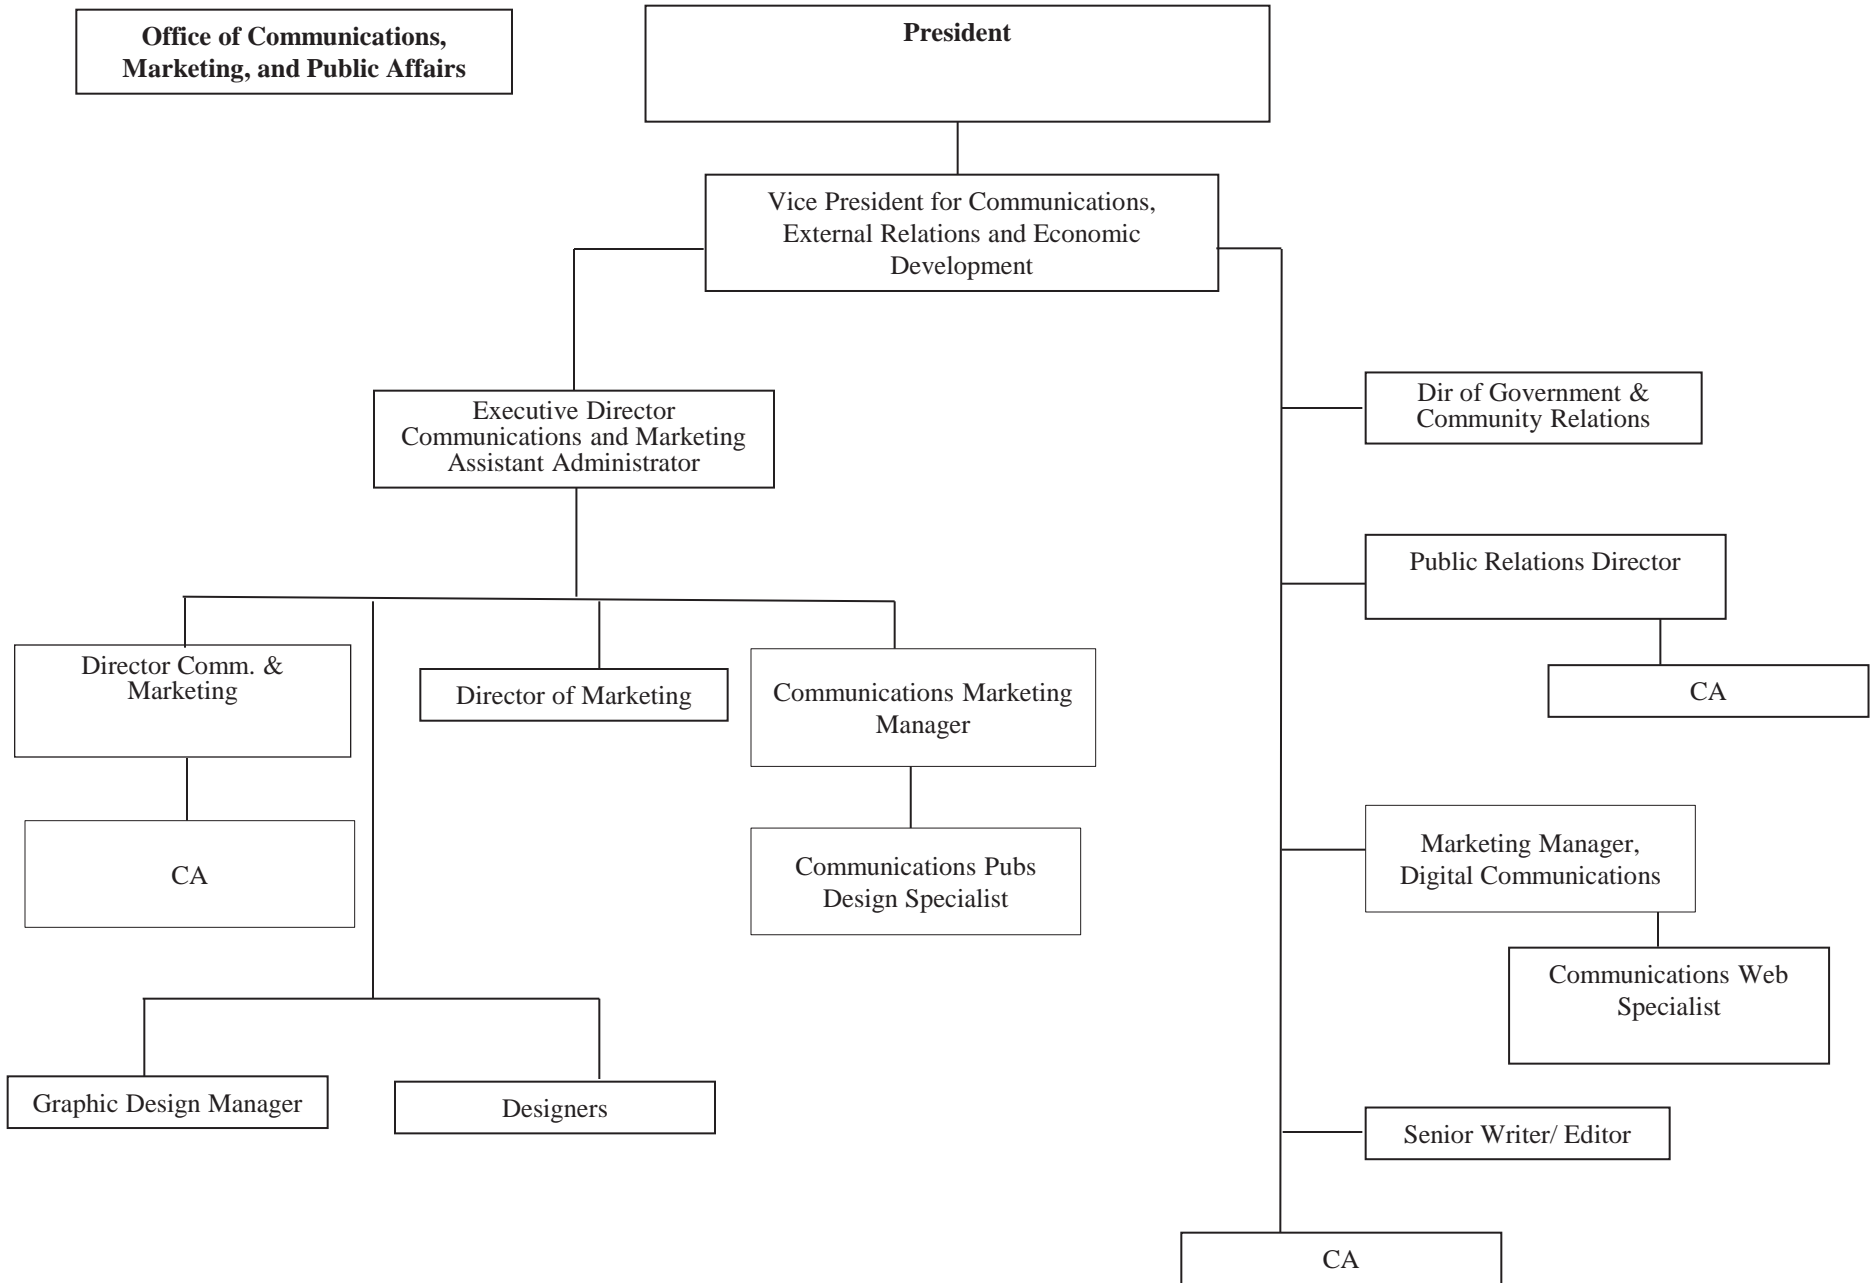 Office of Communications,
Marketing, and Public Affairs
President
Vice President for Communications,
External Relations and Economic
Development
Executive Director
Communications and Marketing
Assistant Administrator
Dir of Government &
Community Relations
Public Relations Director
CA
Director Comm. &
Marketing
Director of Marketing
Communications Marketing
Manager
CA
Communications Pubs
Design Specialist
Marketing Manager,
Digital Communications
Communications Web
Specialist
Graphic Design Manager
Designers
Senior Writer/ Editor
CA